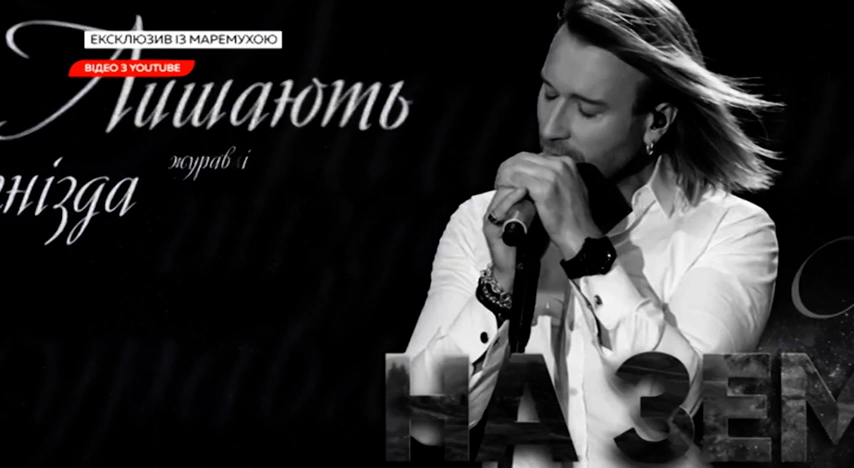 ЕКСКЛЮЗИВ ІЗ МАРЕМУХОЮ
ВІДЕО З YOUTUBE
Лишають
журавлі
гнізда
НА ЗЕМ